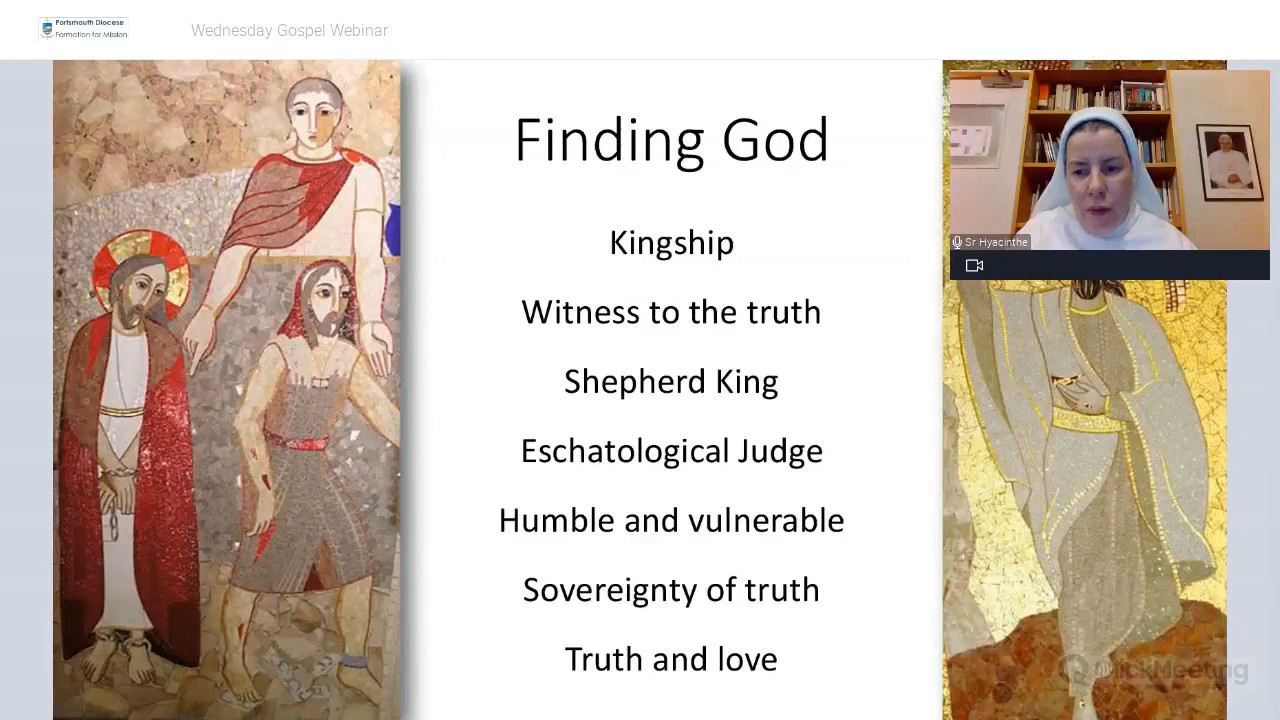 Portsmouth Diocese
Formation for Mission
Wednesday Gospel Webinar
Finding God
Kingship
Witness to the truth
Shepherd King
Eschatological Judge
Humble and vulnerable
Sovereignty of truth
Truth and love
Sr Hyacinthe
QuickMeeting